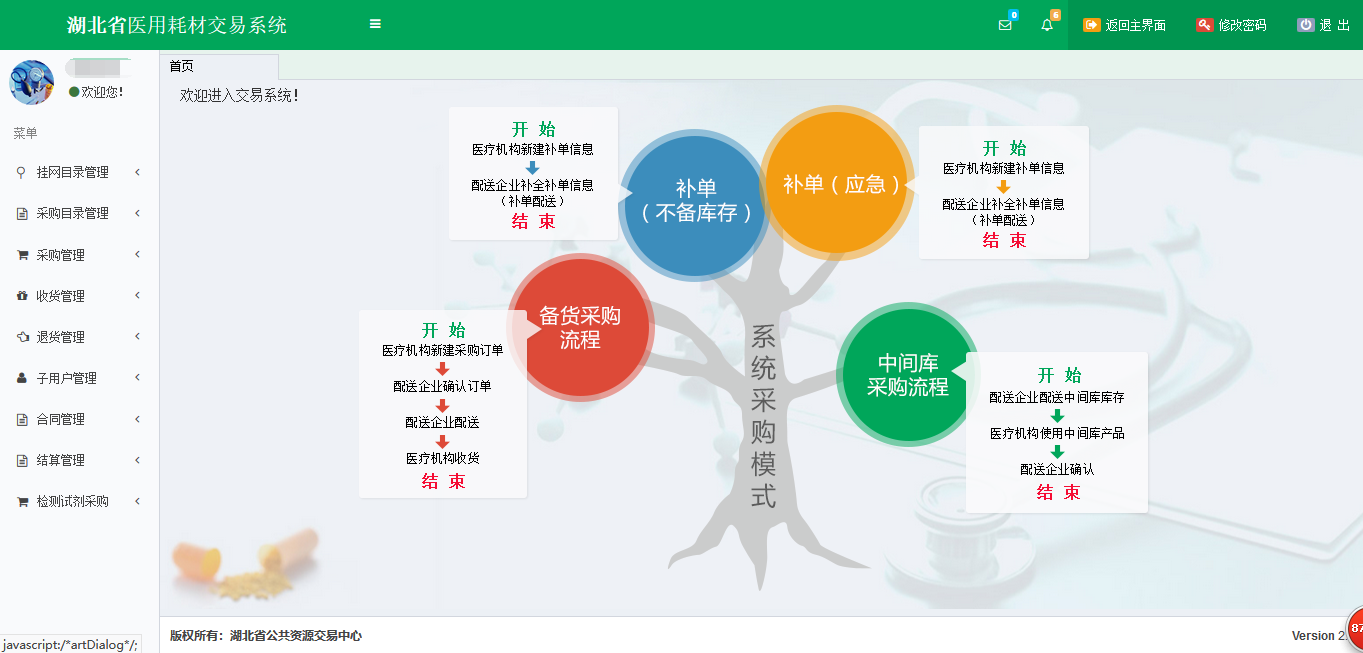 湖北省医用耗材交易系统
0
6
返回主界面
修改密码
退 出
欢迎您!
菜单
挂网目录管理
采购目录管理
采购管理
收货管理
退货管理
子用户管理
合同管理
结算管理
检测试剂采购
首页
欢迎进入交易系统!
开 始
医疗机构新建补单信息
配送企业补全补单信息
（补单配送）
结 束
补单
（不备库存）
补单（应急）
开 始
医疗机构新建补单信息
配送企业补全补单信息
（补单配送）
结 束
备货采购
流程
开 始
医疗机构新建采购订单
配送企业确认订单
配送企业配送
医疗机构收货
结 束
系统采购模式
中间库
采购流程
开 始
配送企业配送中间库库存
医疗机构使用中间库产品
配送企业确认
结 束
版权所有：湖北省公共资源交易中心
Version 2.
87
javascript:/*artDialog*/;